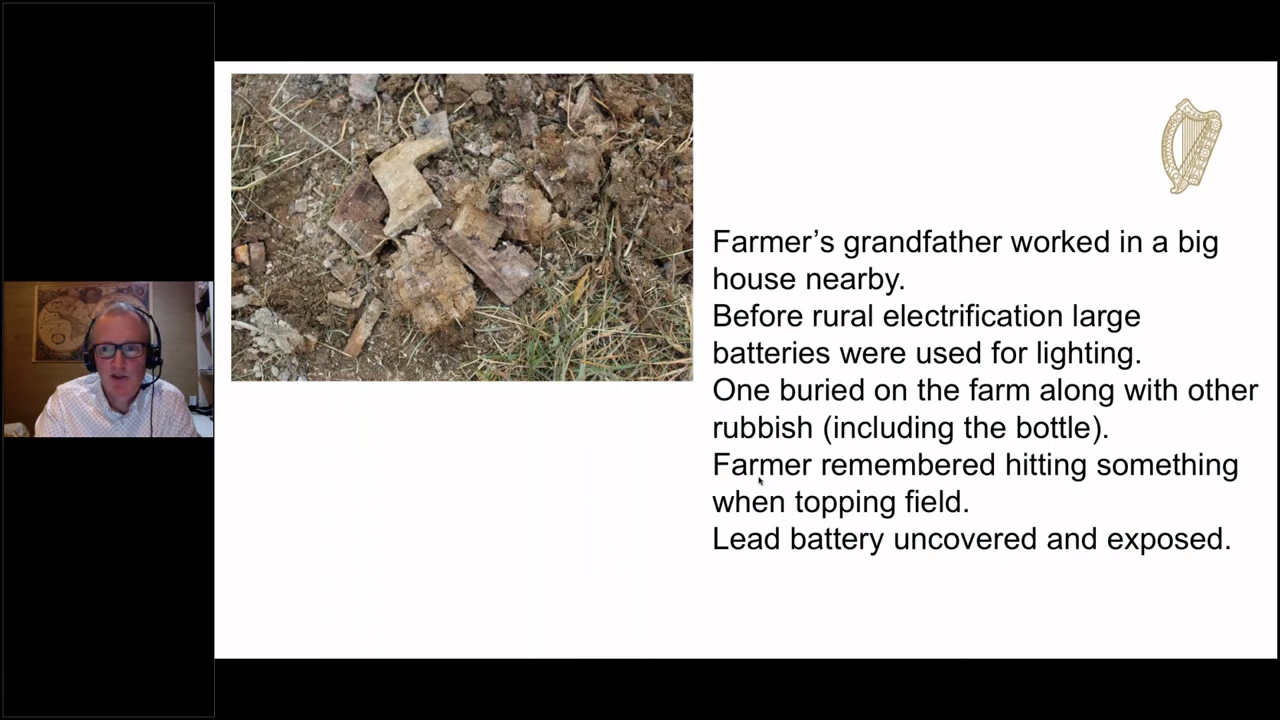 Farmer’s grandfather worked in a big
house nearby.
Before rural electrification large
batteries were used for lighting.
One buried on the farm along with other
rubbish (including the bottle).
Farmer remembered hitting something
when topping field.
Lead battery uncovered and exposed.